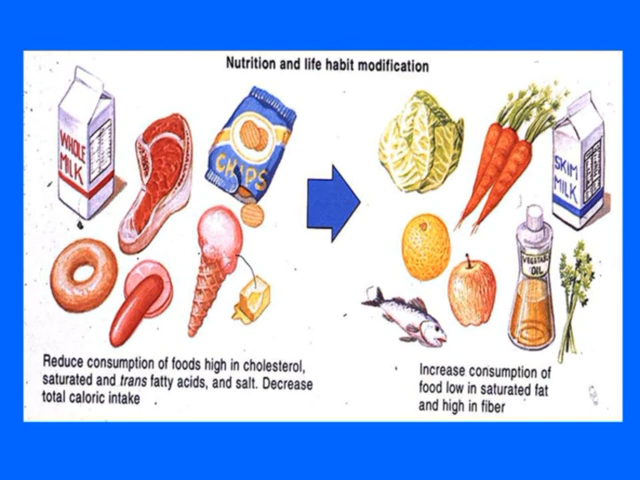 Nutrition and life habit modification
WHOLE
MILK
CHIPS
SKIM
MILK
VEGETABLE
OIL
Reduce consumption of foods high in cholesterol,
saturated and trans fatty acids, and salt. Decrease
total caloric intake
Increase consumption of
food low in saturated fat
and high in fiber